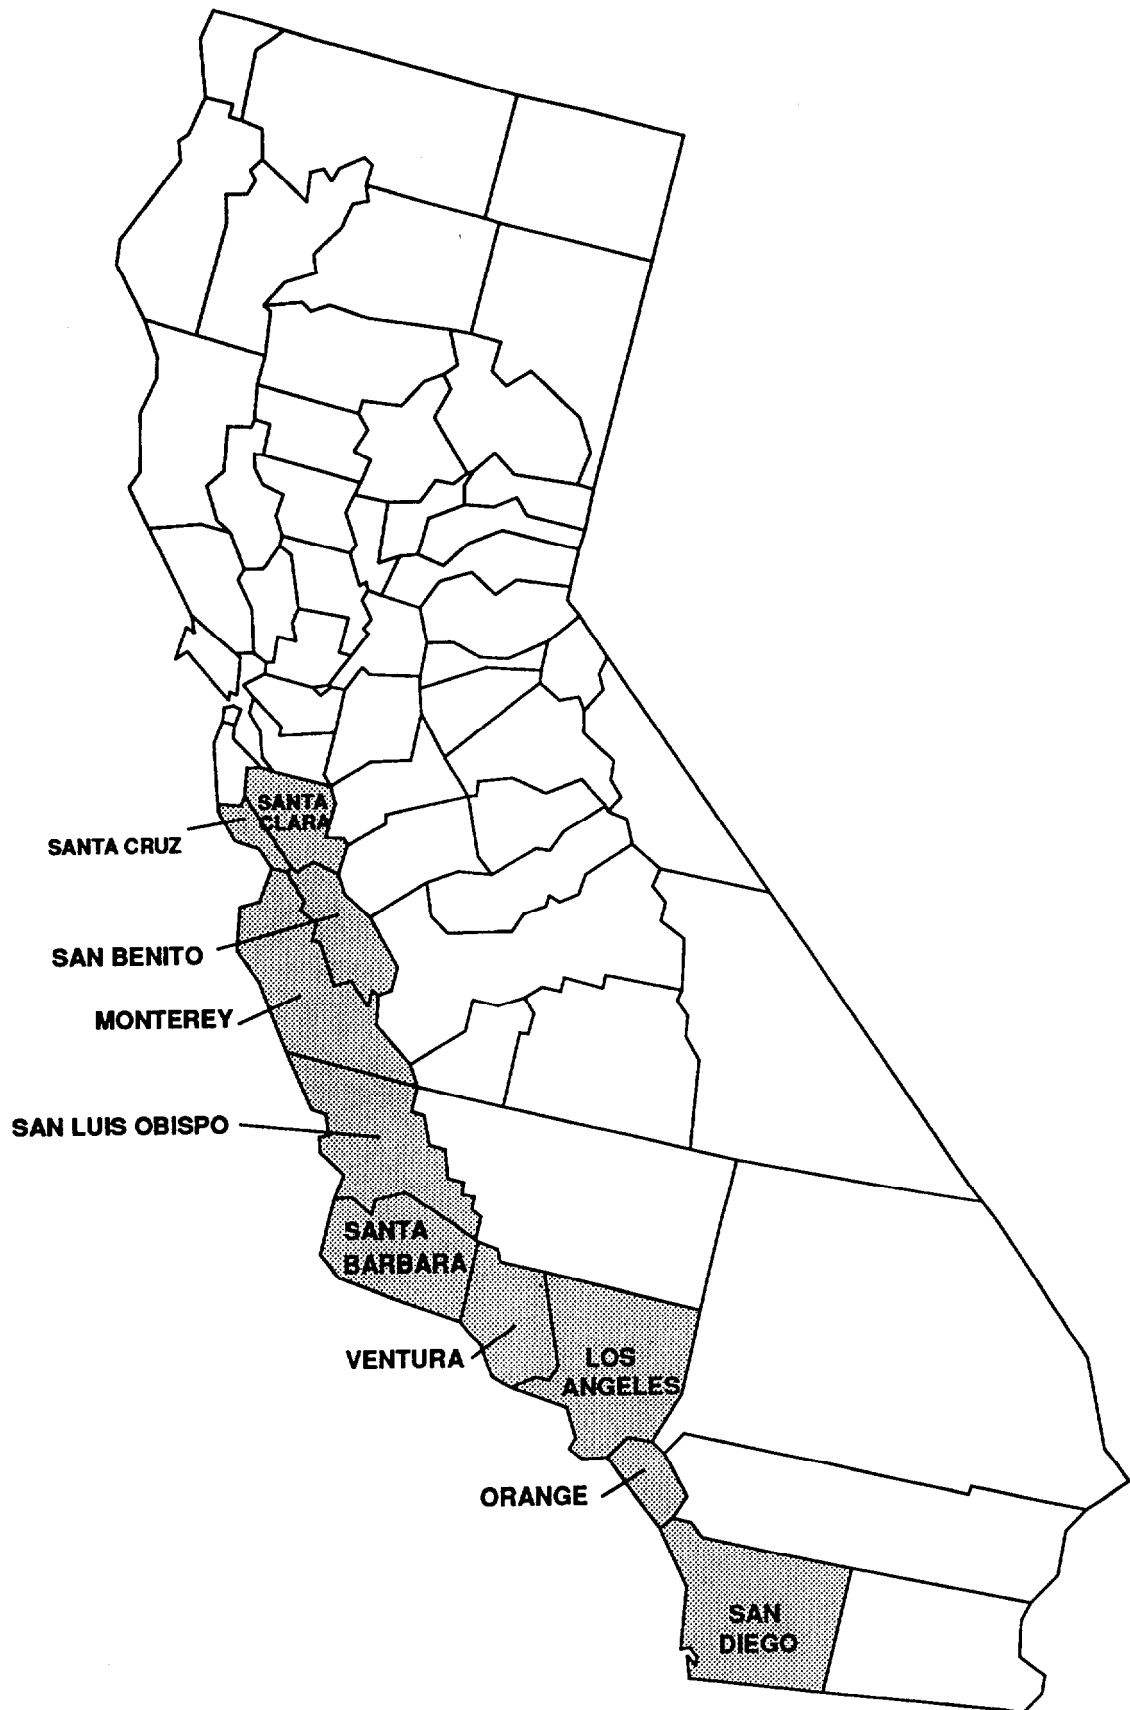 SANTA
CLARA
SANTA CRUZ
SAN BENITO
MONTEREY
SAN LUIS OBISPO
SANTA
BARBARA
VENTURA
LOS
ANGELES
ORANGE
SAN
DIEGO